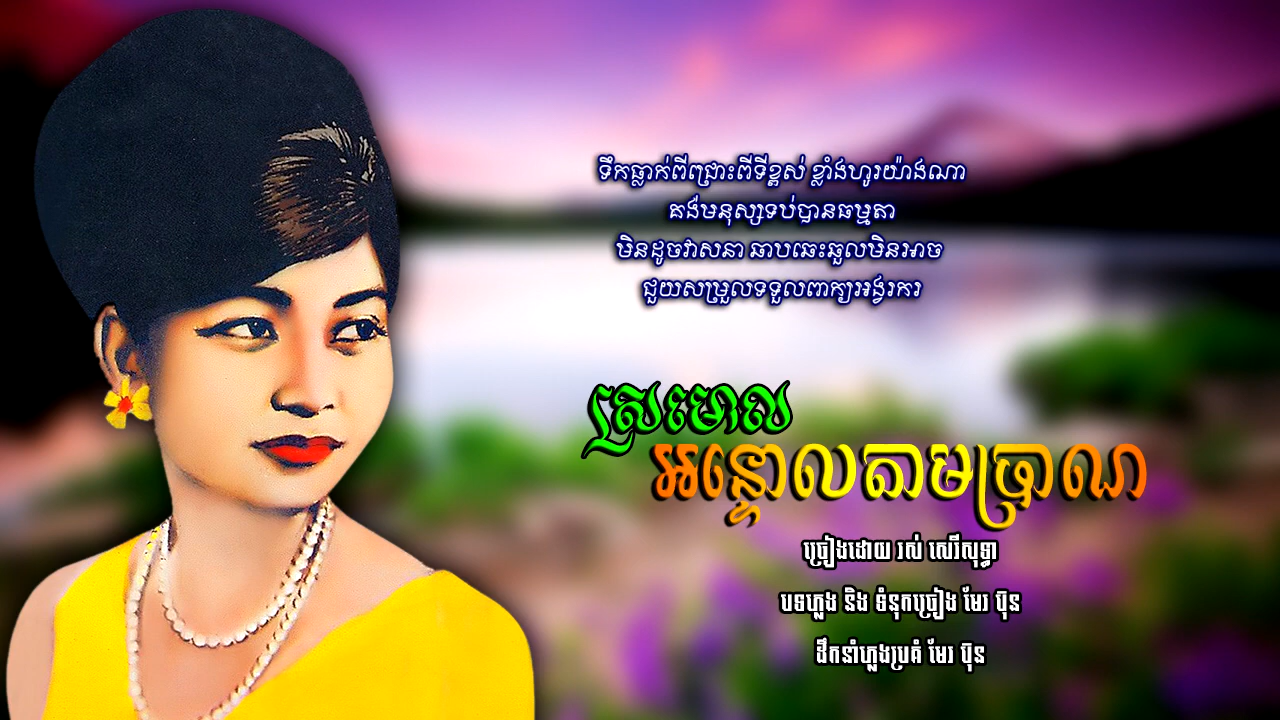 ទឹកធ្លាក់ពីជ្រោះពីទីខ្ពស់ ខ្លាំងហូរយ៉ាងណា
គង់មនុស្សទប់បានធម្មតា
មិនដូចវាសនា ឆាបឆេះឆួលមិនអាច
ជួយសម្រួលទទួលពាក្យអង្វរករ
ស្រមោល
អន្ទោលតាមប្រាណ
ច្រៀងដោយ រស់ សេរីសុទ្ធា
បទភ្លេង និង ទំនុកច្រៀង មែរ ប៊ុន
ដឹកនាំភ្លេងប្រគំ មែរ ប៊ុន